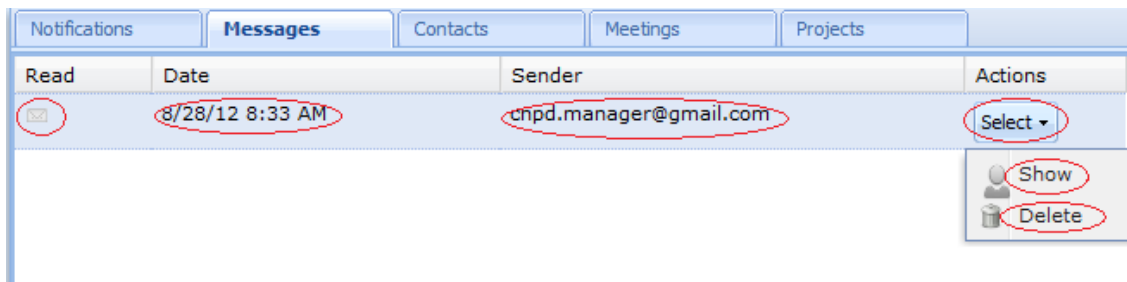 Notifications Messages Contacts Meetings Projects
Read Date Sender Actions
8/28/12 8:33 AM cnpd.manager@gmail.com Select
Show
Delete